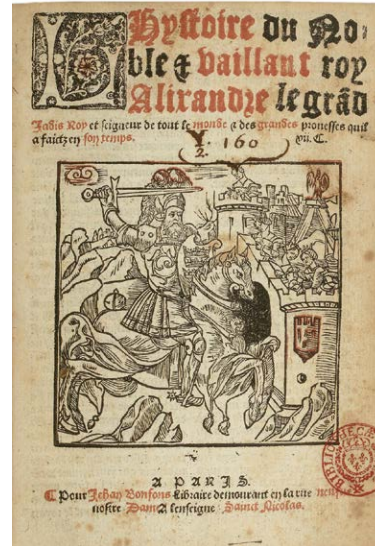 LHystoire du No⸗
ble ⁊ vaillant roy
Alixandre le grãd
Jadis Roy et seigneur de tout le monde ⁊ des grandes prouesses quil
a faictz en son temps. xvii. C.
Y.
2. 160
A PARIS.
¶ Pour Jehan Bonfons Libraire demourant en la rue neufue
nostre Dame A lenseigne Sainct Nicolas.